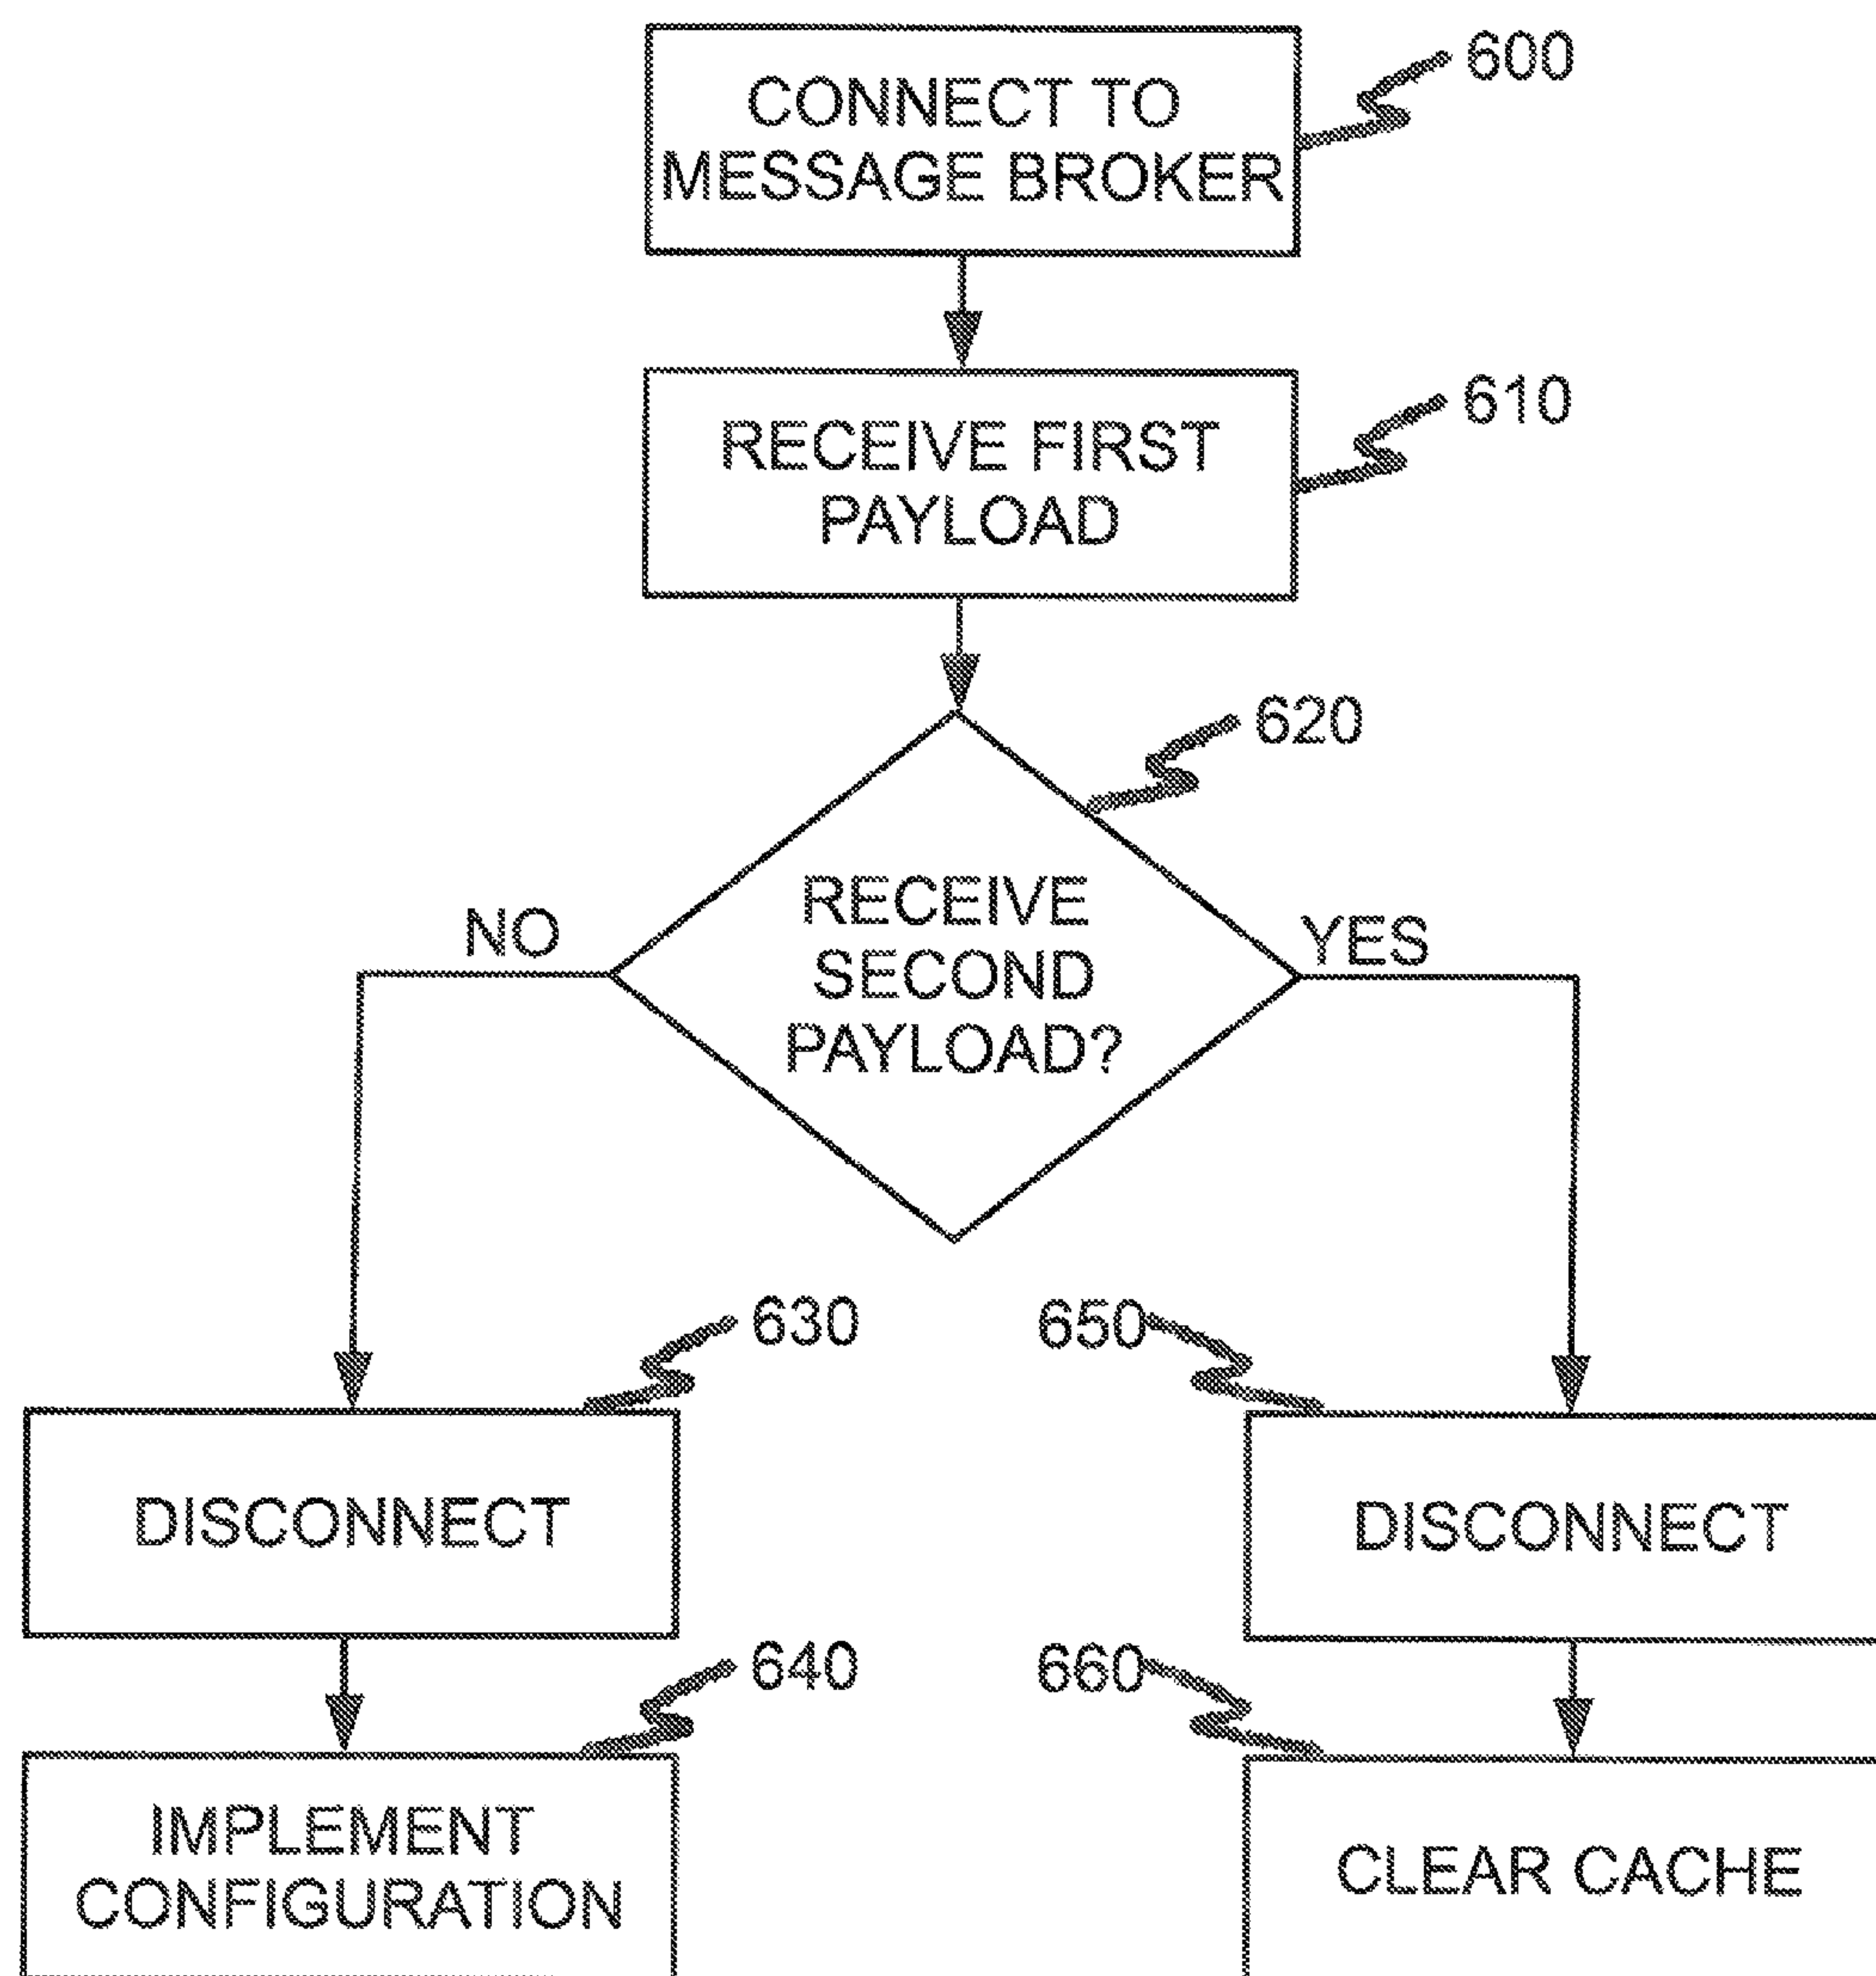 CONNECT TO
MESSAGE BROKER
600
RECEIVE FIRST
PAYLOAD
610
620
RECEIVE
SECOND
PAYLOAD?
NO
YES
630
650
DISCONNECT
DISCONNECT
640
660
IMPLEMENT
CONFIGURATION
CLEAR CACHE